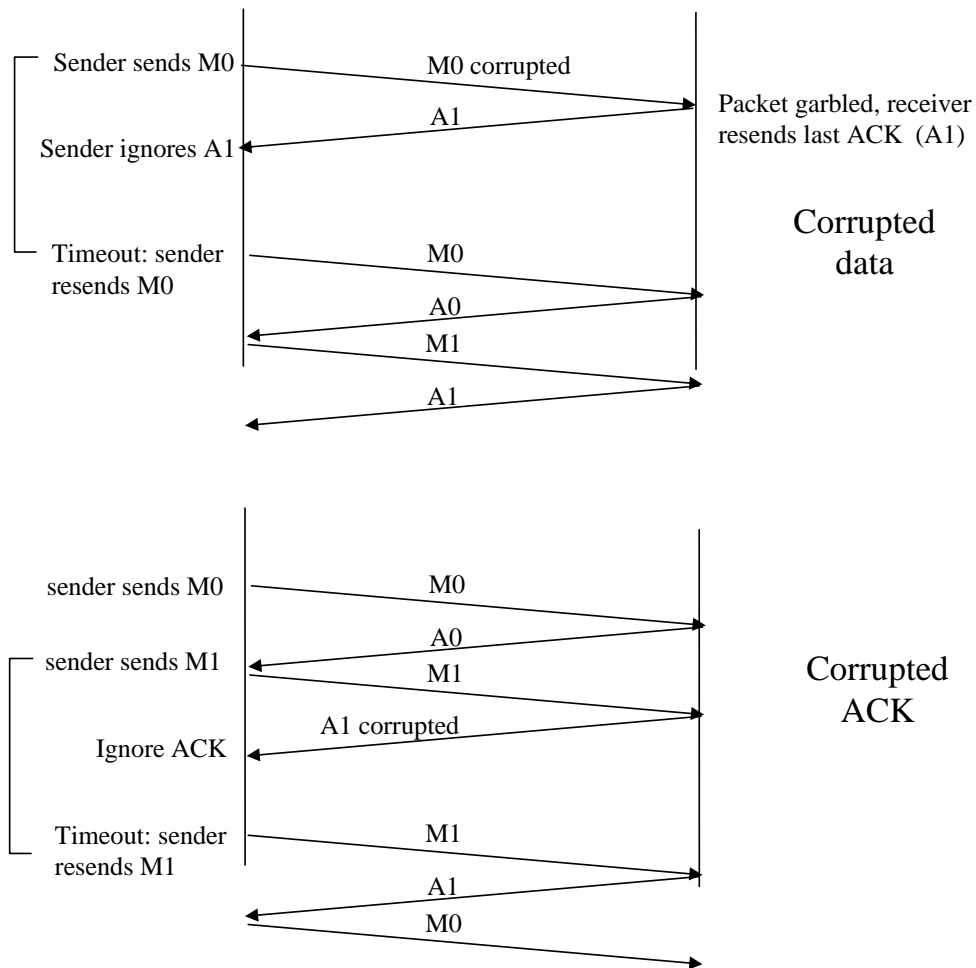 Sender sends M0
M0 corrupted
Packet garbled, receiver
resends last ACK (A1)
A1
Sender ignores A1
Corrupted
data
Timeout: sender
resends M0
M0
A0
M1
A1
sender sends M0
M0
A0
sender sends M1
M1
Corrupted
ACK
A1 corrupted
Ignore ACK
Timeout: sender
resends M1
M1
A1
M0